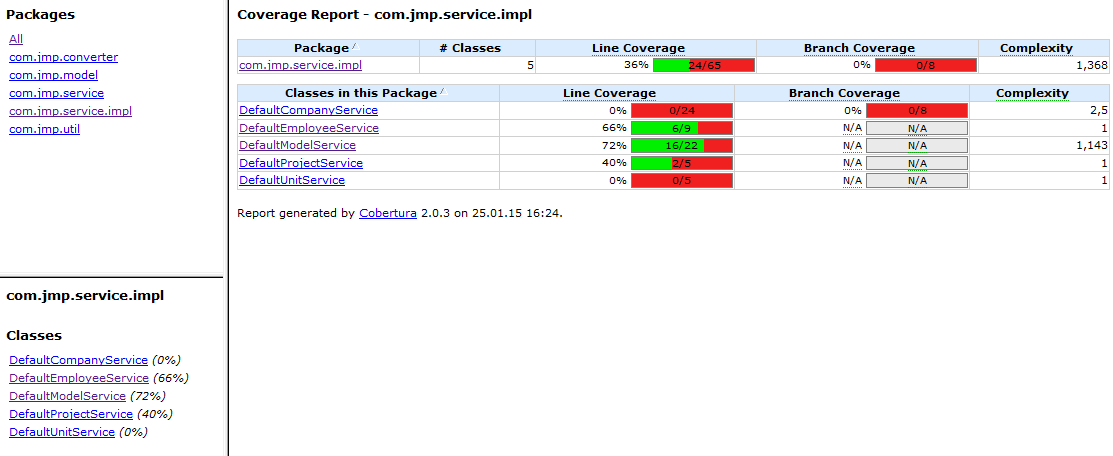 Packages
All
com.jmp.converter
com.jmp.model
com.jmp.service
com.jmp.service.impl
com.jmp.util
com.jmp.service.impl
Classes
DefaultCompanyService (0%)
DefaultEmployeeService (66%)
DefaultModelService (72%)
DefaultProjectService (40%)
DefaultUnitService (0%)
Coverage Report - com.jmp.service.impl
Package # Classes Line Coverage Branch Coverage Complexity
com.jmp.service.impl 5 36% 24/65 0% 0/8 1,368
Classes in this Package Line Coverage Branch Coverage Complexity
DefaultCompanyService 0% 0/24 0% 0/8 2,5
DefaultEmployeeService 66% 6/9 N/A N/A 1
DefaultModelService 72% 16/22 N/A N/A 1,143
DefaultProjectService 40% 2/5 N/A N/A 1
DefaultUnitService 0% 0/5 N/A N/A 1
Report generated by Cobertura 2.0.3 on 25.01.15 16:24.